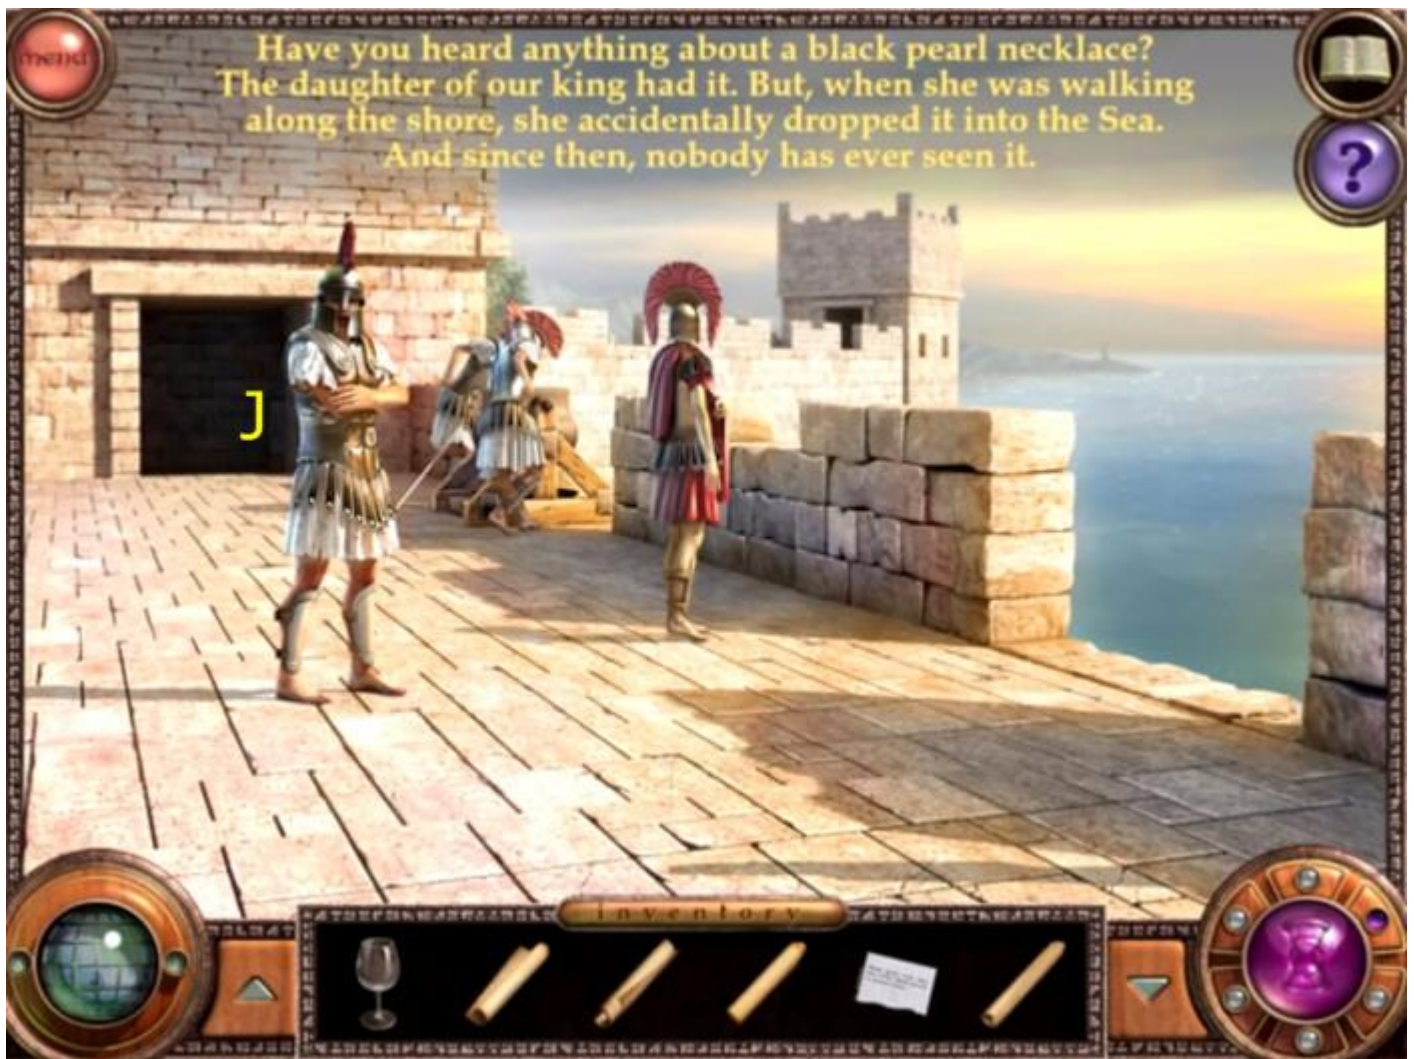 menu
Have you heard anything about a black pearl necklace?
The daughter of our king had it. But, when she was walking
along the shore, she accidentally dropped it into the Sea.
And since then, nobody has ever seen it.
?
J
inventory